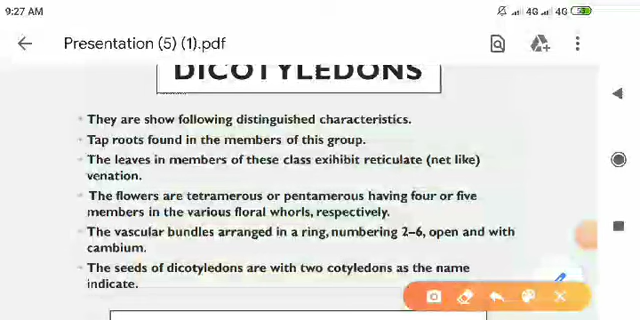 9:27 AM
4G 4G
Presentation (5) (1).pdf
DICOTYLEDONS
They are show following distinguished characteristics.
Tap roots found in the members of this group.
The leaves in members of these class exihibit reticulate (net like)
venation.
The flowers are tetramerous or pentamerous having four or five
members in the various floral whorls, respectively.
The vascular bundles arranged in a ring, numbering 2–6, open and with
cambium.
The seeds of dicotyledons are with two cotyledons as the name
indicate.